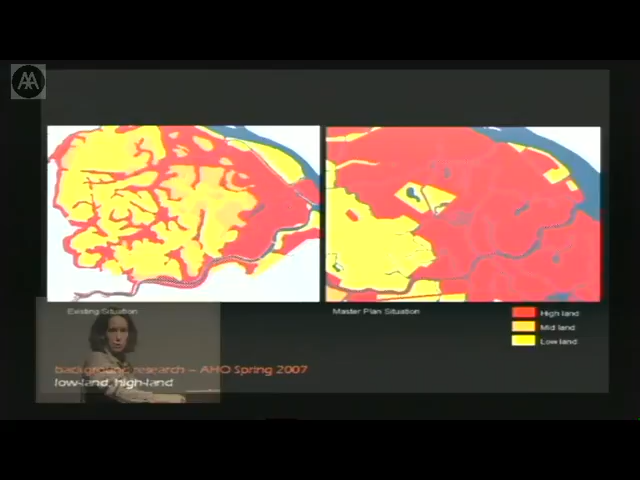 AA
Existing Situation
Master Plan Situation
High land
Mid land
Low land
background research – AHO Spring 2007
low-land, high-land